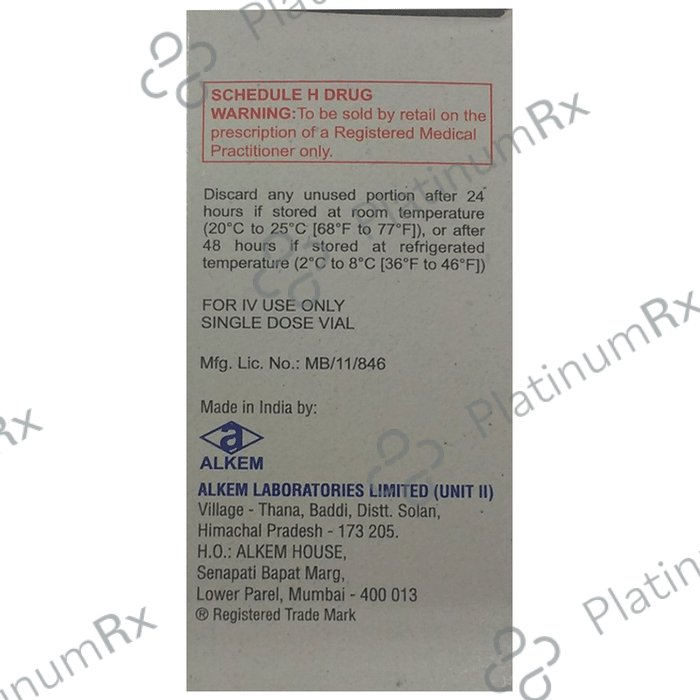 SCHEDULE H DRUG
WARNING:To be sold by retail on the
prescription of a Registered Medical
Practitioner only.
Discard any unused portion after 24
hours if stored at room temperature
(20°C to 25°C [68°F to 77°F]), or after
48 hours if stored at refrigerated
temperature (2°C to 8°C [36°F to 46°F])
FOR IV USE ONLY
SINGLE DOSE VIAL
Mfg. Lic. No.: MB/11/846
Made in India by:
a
ALKEM
ALKEM LABORATORIES LIMITED (UNIT II)
Village - Thana, Baddi, Distt. Solan,
Himachal Pradesh - 173 205.
H.O.: ALKEM HOUSE,
Senapati Bapat Marg,
Lower Parel, Mumbai - 400 013
® Registered Trade Mark
PlatinumRx
PlatinumRx
PlatinumRx
Rx
tinumRx
Platinum
Platin